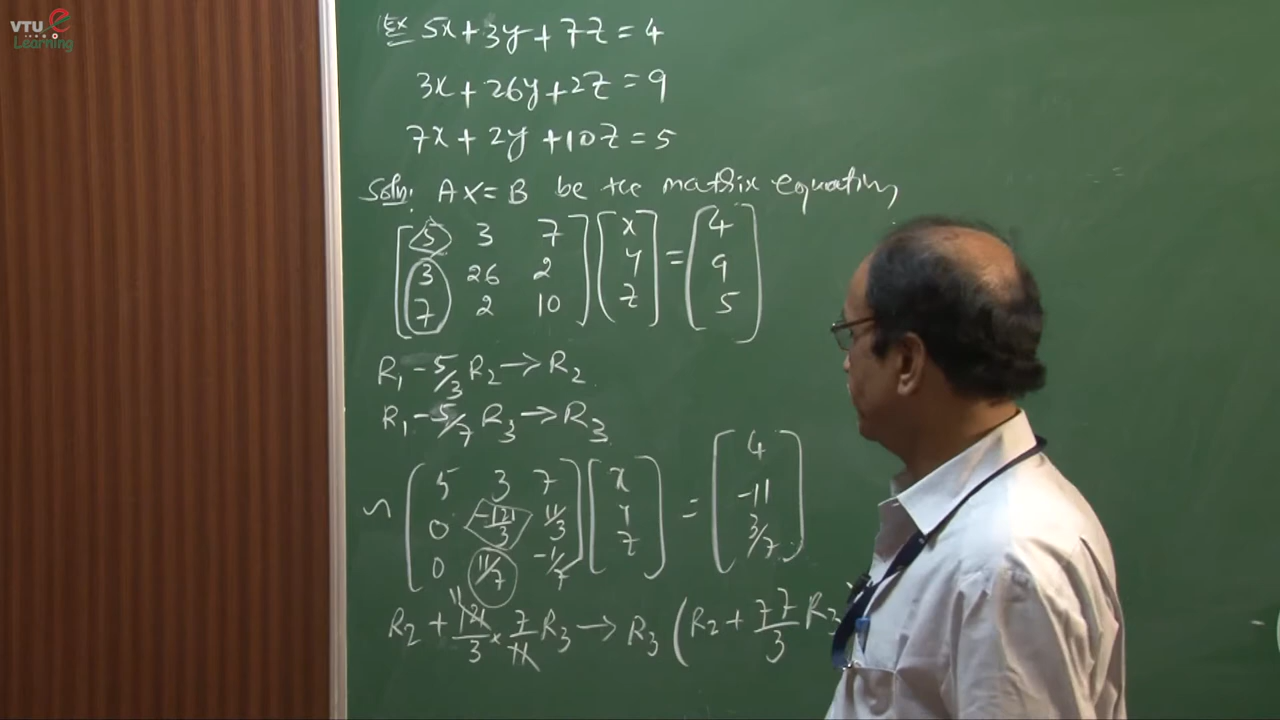 VTU e
Learning
Ex 5x+3y+7z=4
3x+26y+2z=9
7x+2y+10z=5
Soln: AX=B be the matrix equation,
[5 3 7] [x] = [4]
[3 26 2] [y] [9]
[7 2 10] [z] [5]
R1-5/3 R2→R2
R1-5/7 R3→R3
~ [5 3 7] [x] = [4]
[0 -121/3 11/3] [y] [-11]
[0 11/7 -1/7] [z] [3/7]
R2+121/3 × 7/11 R3→R3 (R2+77/3 R3